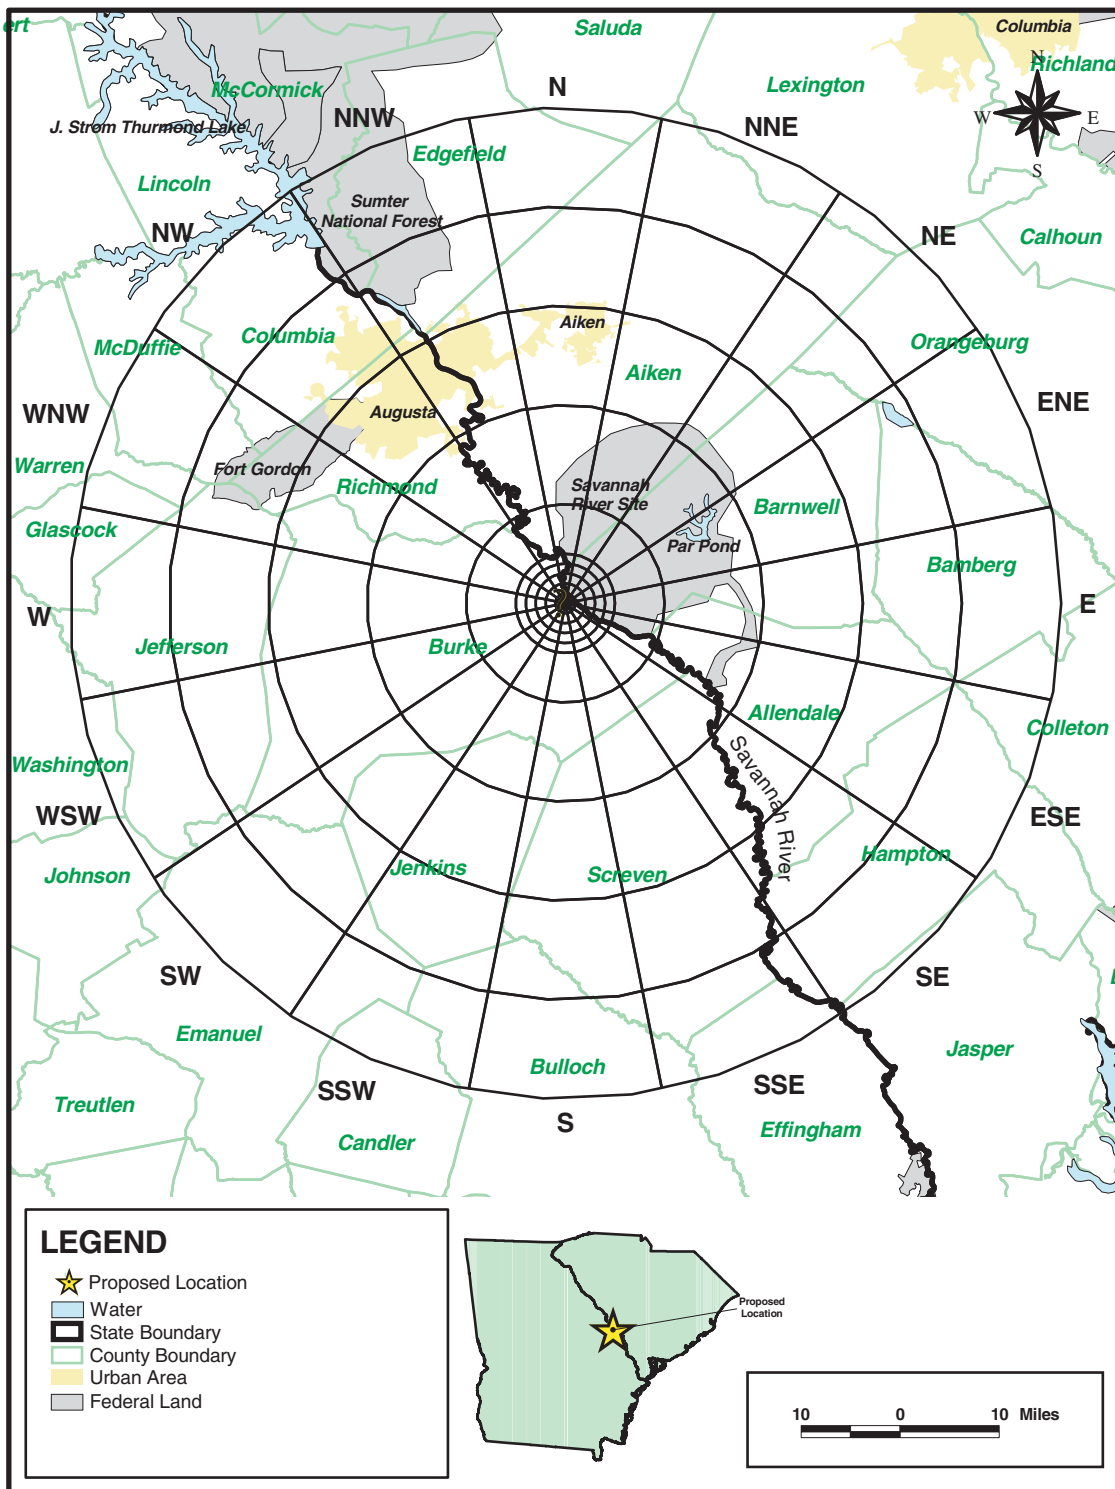 Saluda
Columbia
Richland
McCormick
Lexington
N
N
NNW
NNE
W
E
J. Strom Thurmond Lake
Edgefield
S
Lincoln
Sumter
National Forest
NW
NE
Calhoun
Aiken
Columbia
McDuffie
Orangeburg
Aiken
WNW
Augusta
ENE
Warren
Fort Gordon
Richmond
Savannah
River Site
Barnwell
Glascock
Par Pond
Bamberg
W
E
Jefferson
Burke
Allendale
Colleton
Savannah River
Washington
WSW
ESE
Hampton
Johnson
Jenkins
Screven
SW
SE
Emanuel
Jasper
Bulloch
SSW
SSE
Treutlen
S
Effingham
Candler
LEGEND
Proposed Location
Water
State Boundary
County Boundary
Urban Area
Federal Land
Proposed
Location
10 0 10 Miles